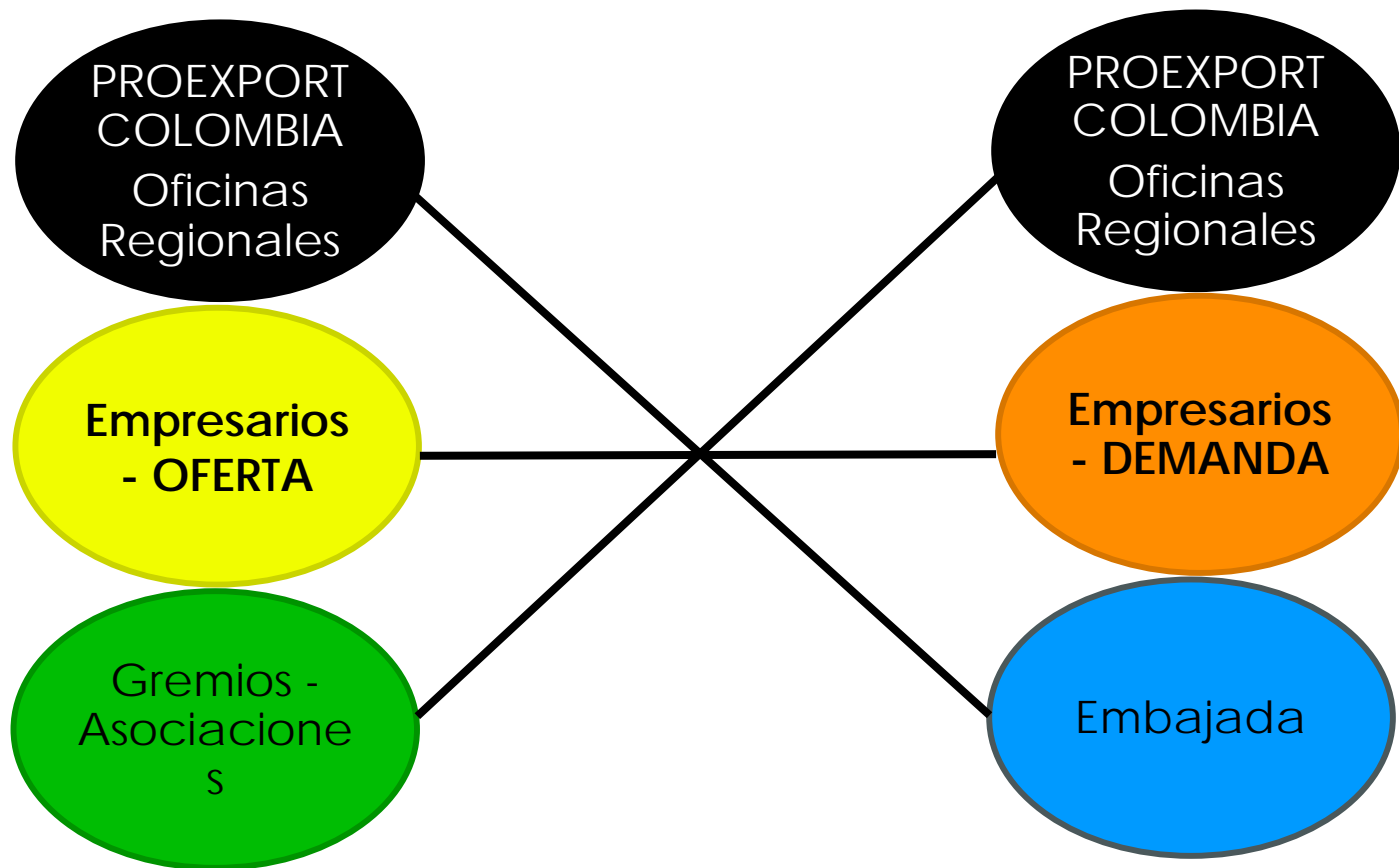 PROEXPORT
COLOMBIA
Oficinas
Regionales
Empresarios
- OFERTA
Gremios -
Asociacione
s
PROEXPORT
COLOMBIA
Oficinas
Regionales
Empresarios
- DEMANDA
Embajada